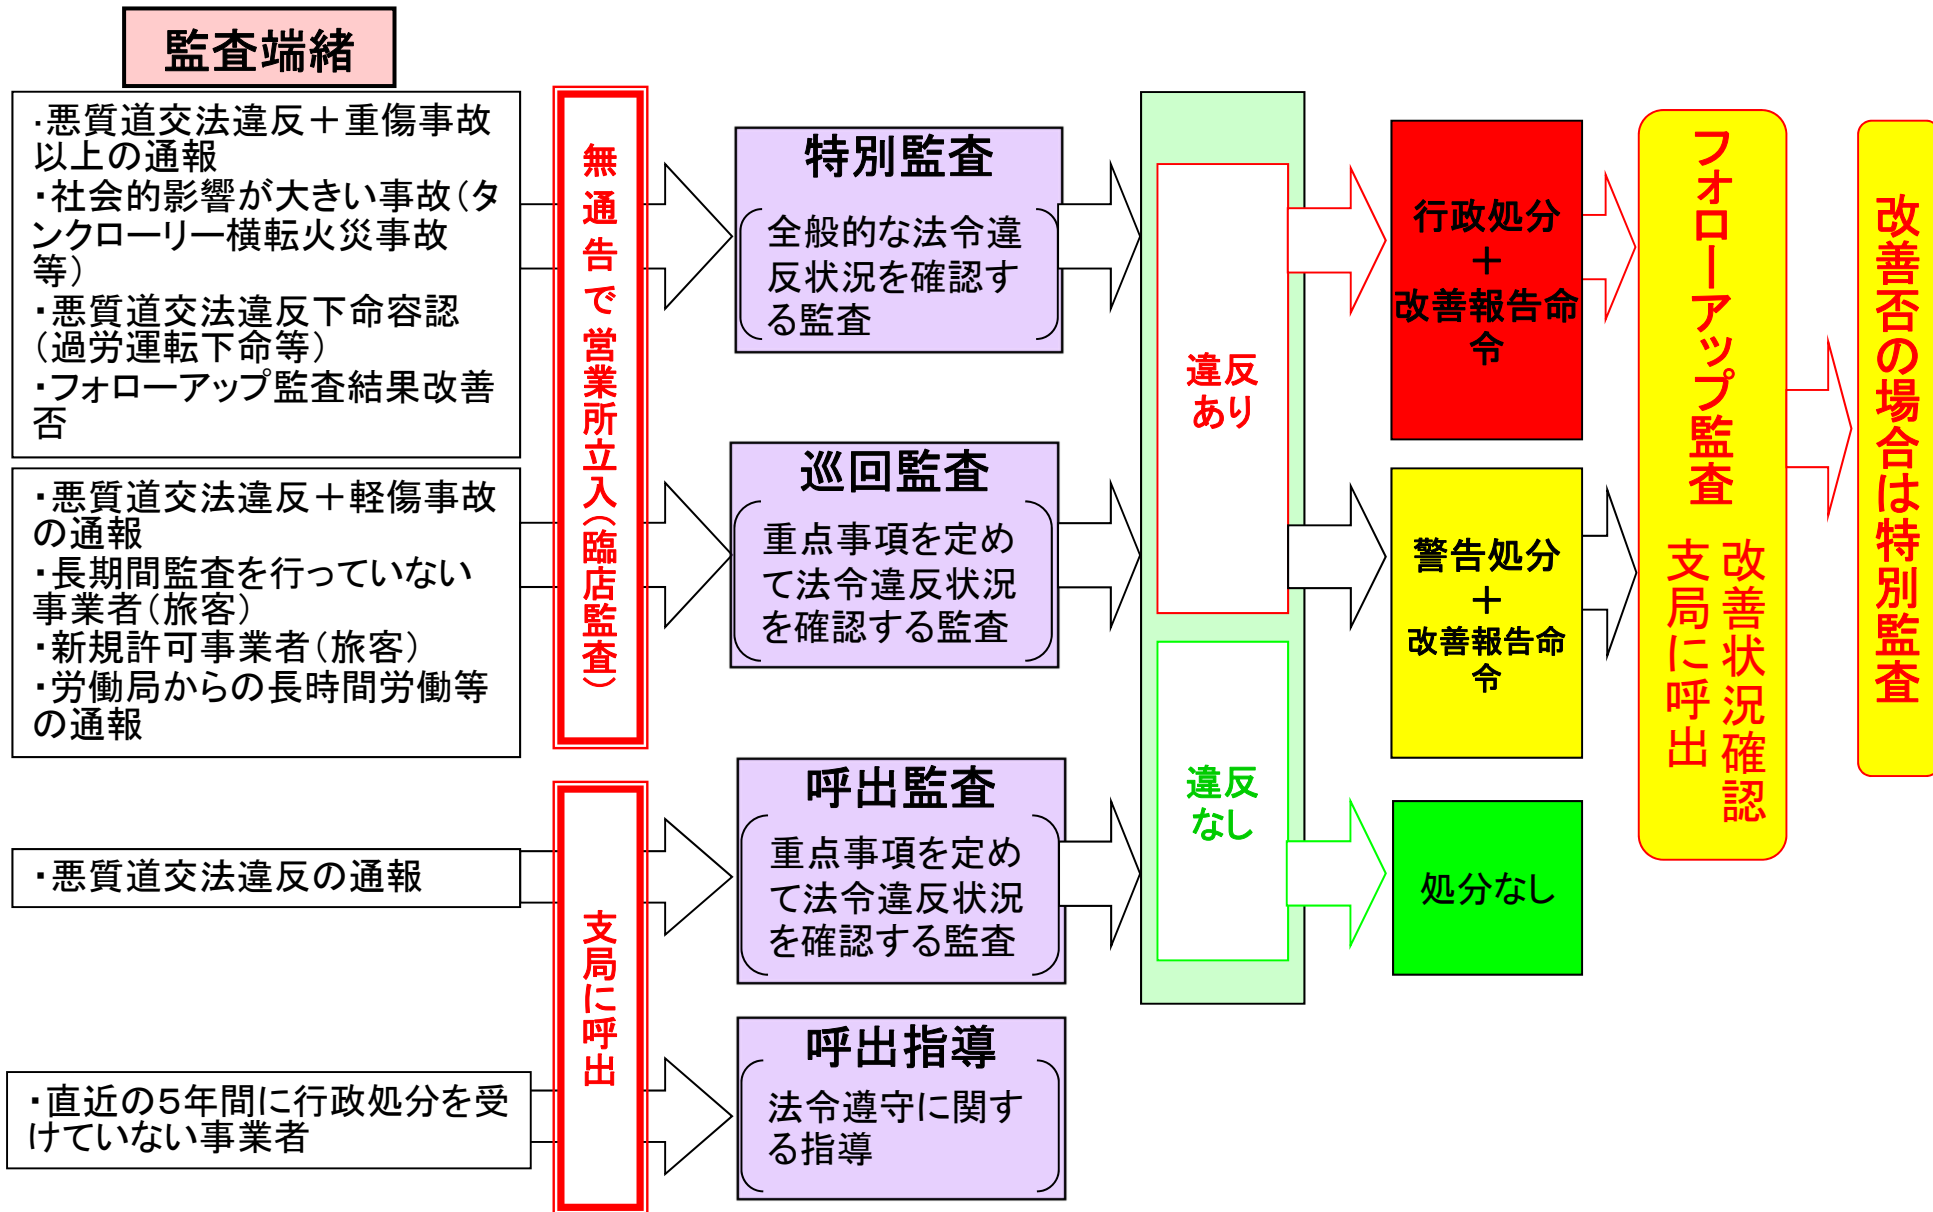 監査端緒
・悪質道交法違反＋重傷事故
以上の通報
・社会的影響が大きい事故（タ
ンクローリー横転火災事故
等）
・悪質道交法違反下命容認
（過労運転下命等）
・フォローアップ監査結果改善
否
・悪質道交法違反＋軽傷事故
の通報
・長期間監査を行っていない
事業者（旅客）
・新規許可事業者（旅客）
・労働局からの長時間労働等
の通報
・悪質道交法違反の通報
・直近の５年間に行政処分を受
けていない事業者
無通告で営業所立入（臨店監査）
支局に呼出
特別監査
全般的な法令違
反状況を確認す
る監査
巡回監査
重点事項を定め
て法令違反状況
を確認する監査
呼出監査
重点事項を定め
て法令違反状況
を確認する監査
呼出指導
法令遵守に関す
る指導
違反
あり
違反
なし
行政処分
＋
改善報告命
令
警告処分
＋
改善報告命
令
処分なし
フォローアップ監査
改善状況確認
支局に呼出
改善否の場合は特別監査